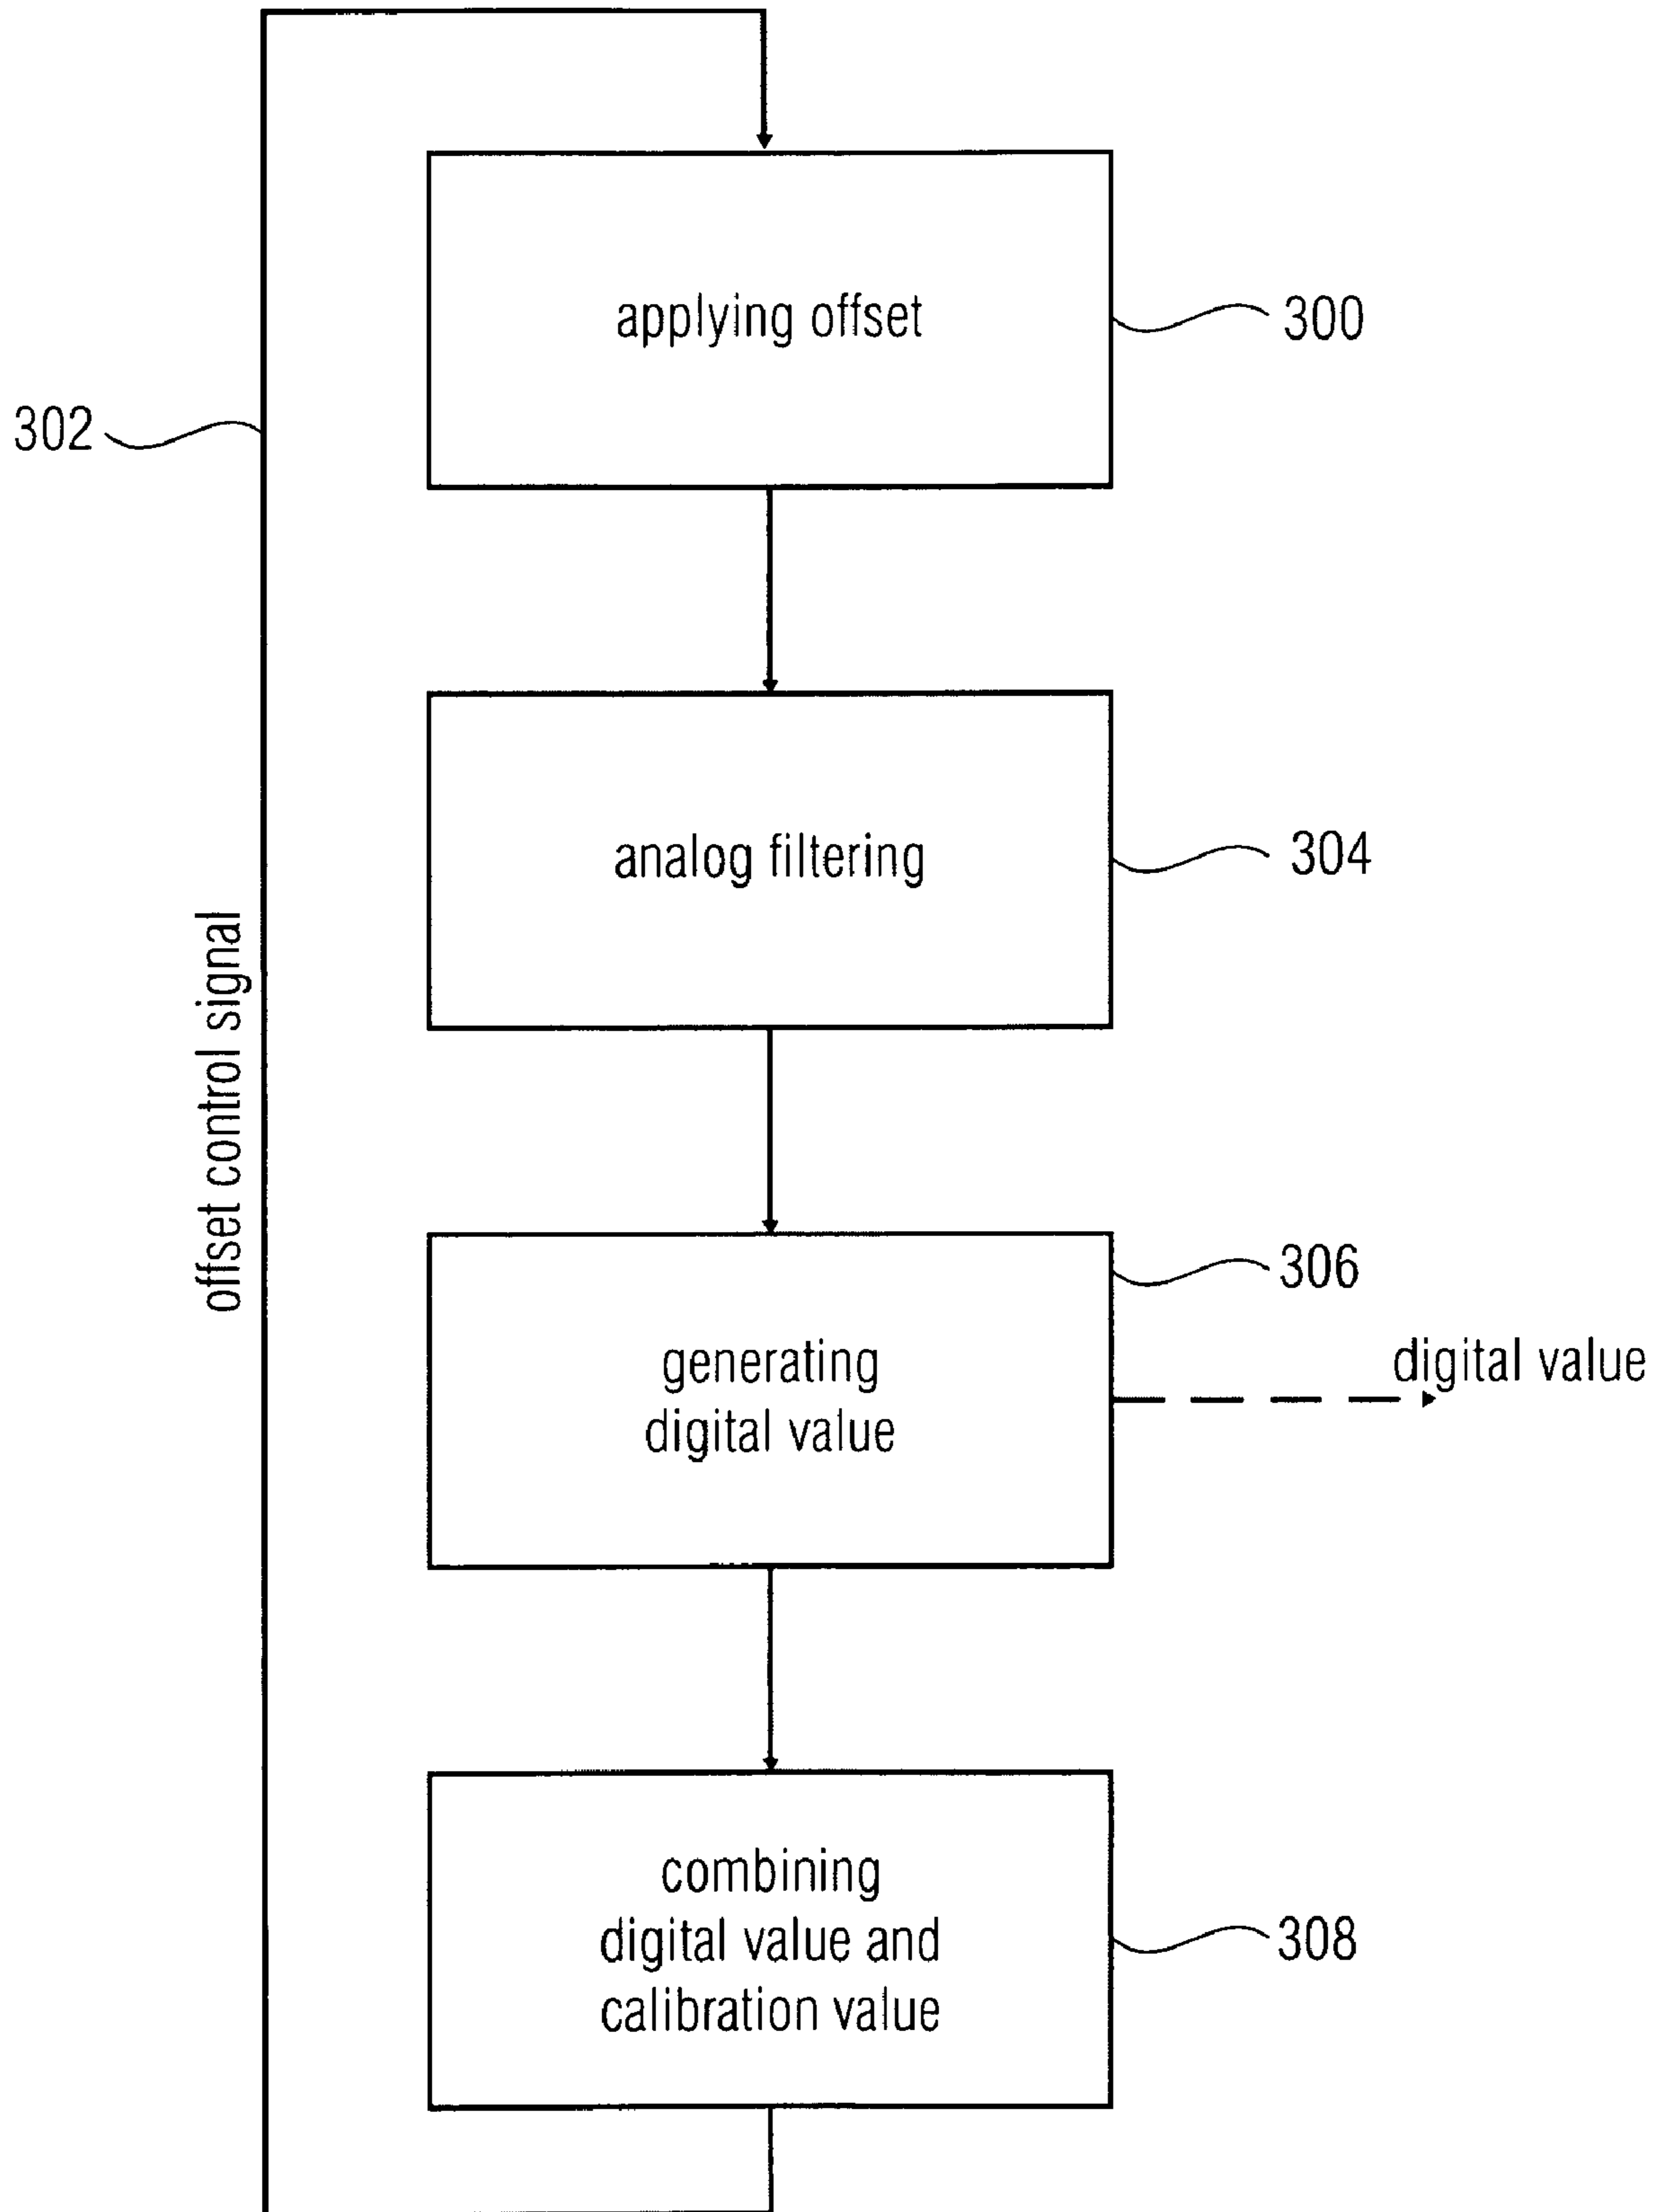 applying offset
300
302
analog filtering
304
offset control signal
306
generating
digital value
digital value
combining
digital value and
calibration value
308